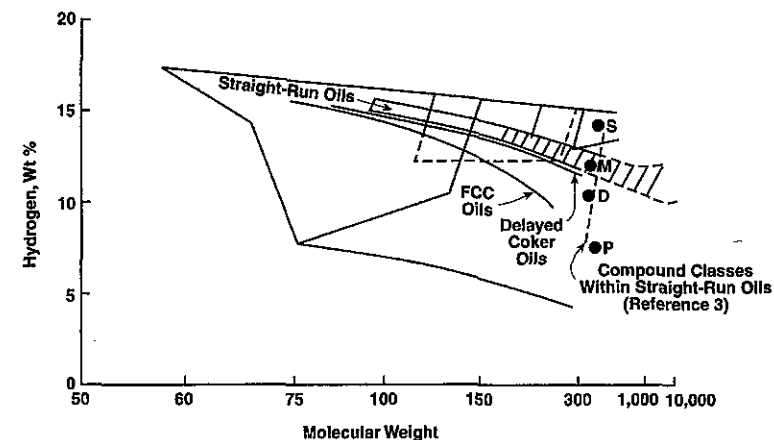 20
Straight-Run Oils
15
S
M
Hydrogen, Wt %
10
FCC
Oils
D
Delayed
Coker
Oils
P
Compound Classes
Within Straight-Run Oils
(Reference 3)
5
0
50 60 75 100 150 300 1,000 10,000
Molecular Weight